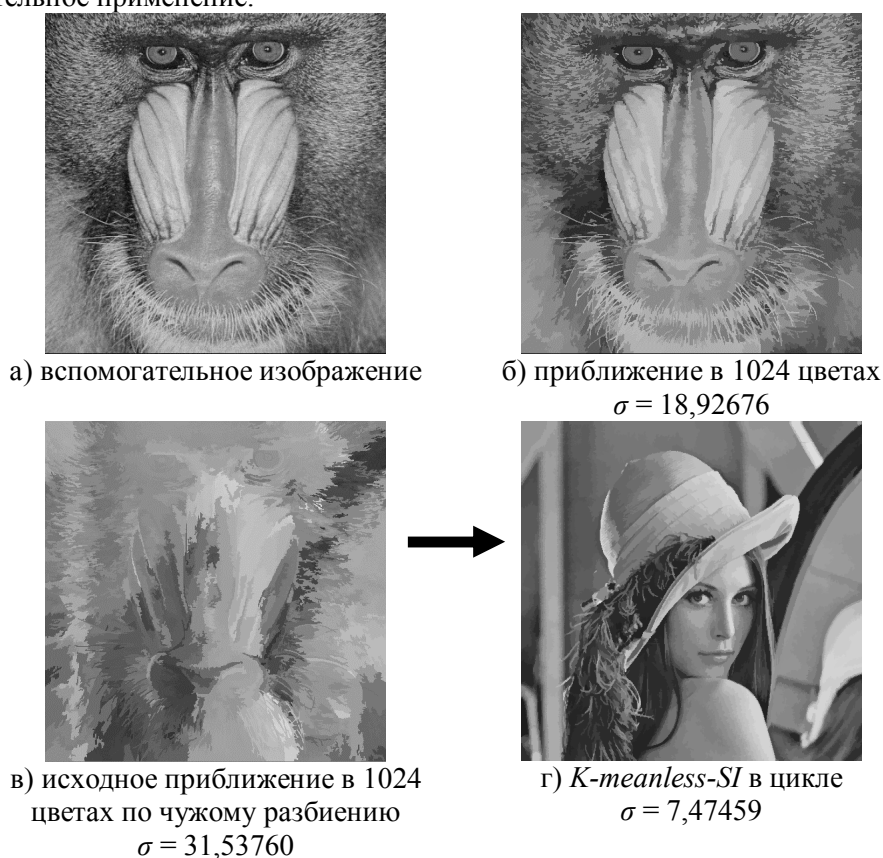 тельное применение.
а) вспомогательное изображение
б) приближение в 1024 цветах
σ = 18,92676
в) исходное приближение в 1024
цветах по чужому разбиению
σ = 31,53760
г) K-meanless-SI в цикле
σ = 7,47459